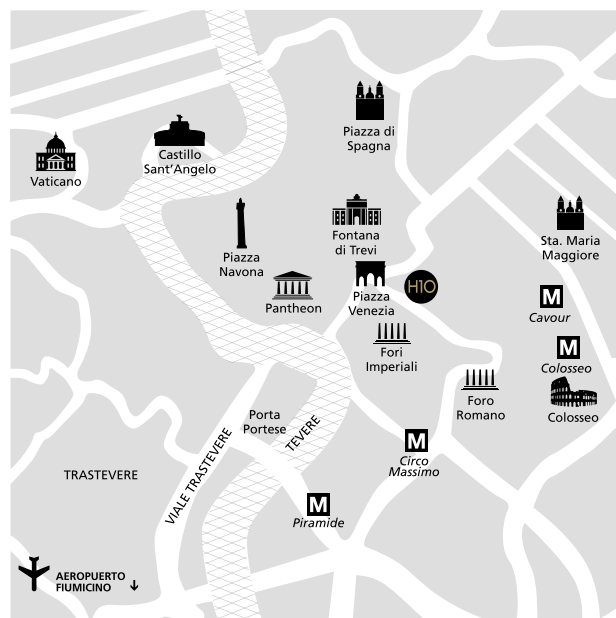 Piazza di
Spagna
Castillo
Sant'Angelo
Vaticano
Fontana
di Trevi
Sta. Maria
Maggiore
Piazza
Navona
H10
Pantheon
Piazza
Venezia
M
Cavour
Fori
Imperiali
M
Colosseo
Foro
Romano
Colosseo
Porta
Portese
TEVERE
M
Circo
Massimo
VIALE TRASTEVERE
TRASTEVERE
M
Piramide
AEROPUERTO
FIUMICINO